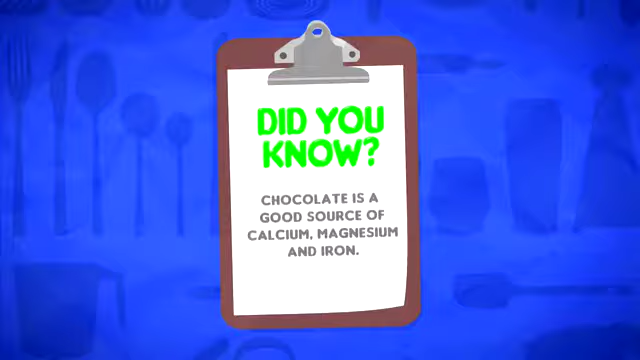 DID YOU
KNOW?
CHOCOLATE IS A
GOOD SOURCE OF
CALCIUM, MAGNESIUM
AND IRON.